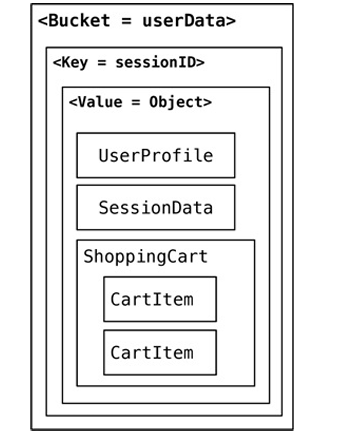 <Bucket = userData>
<Key = sessionID>
<Value = Object>
UserProfile
SessionData
ShoppingCart
CartItem
CartItem